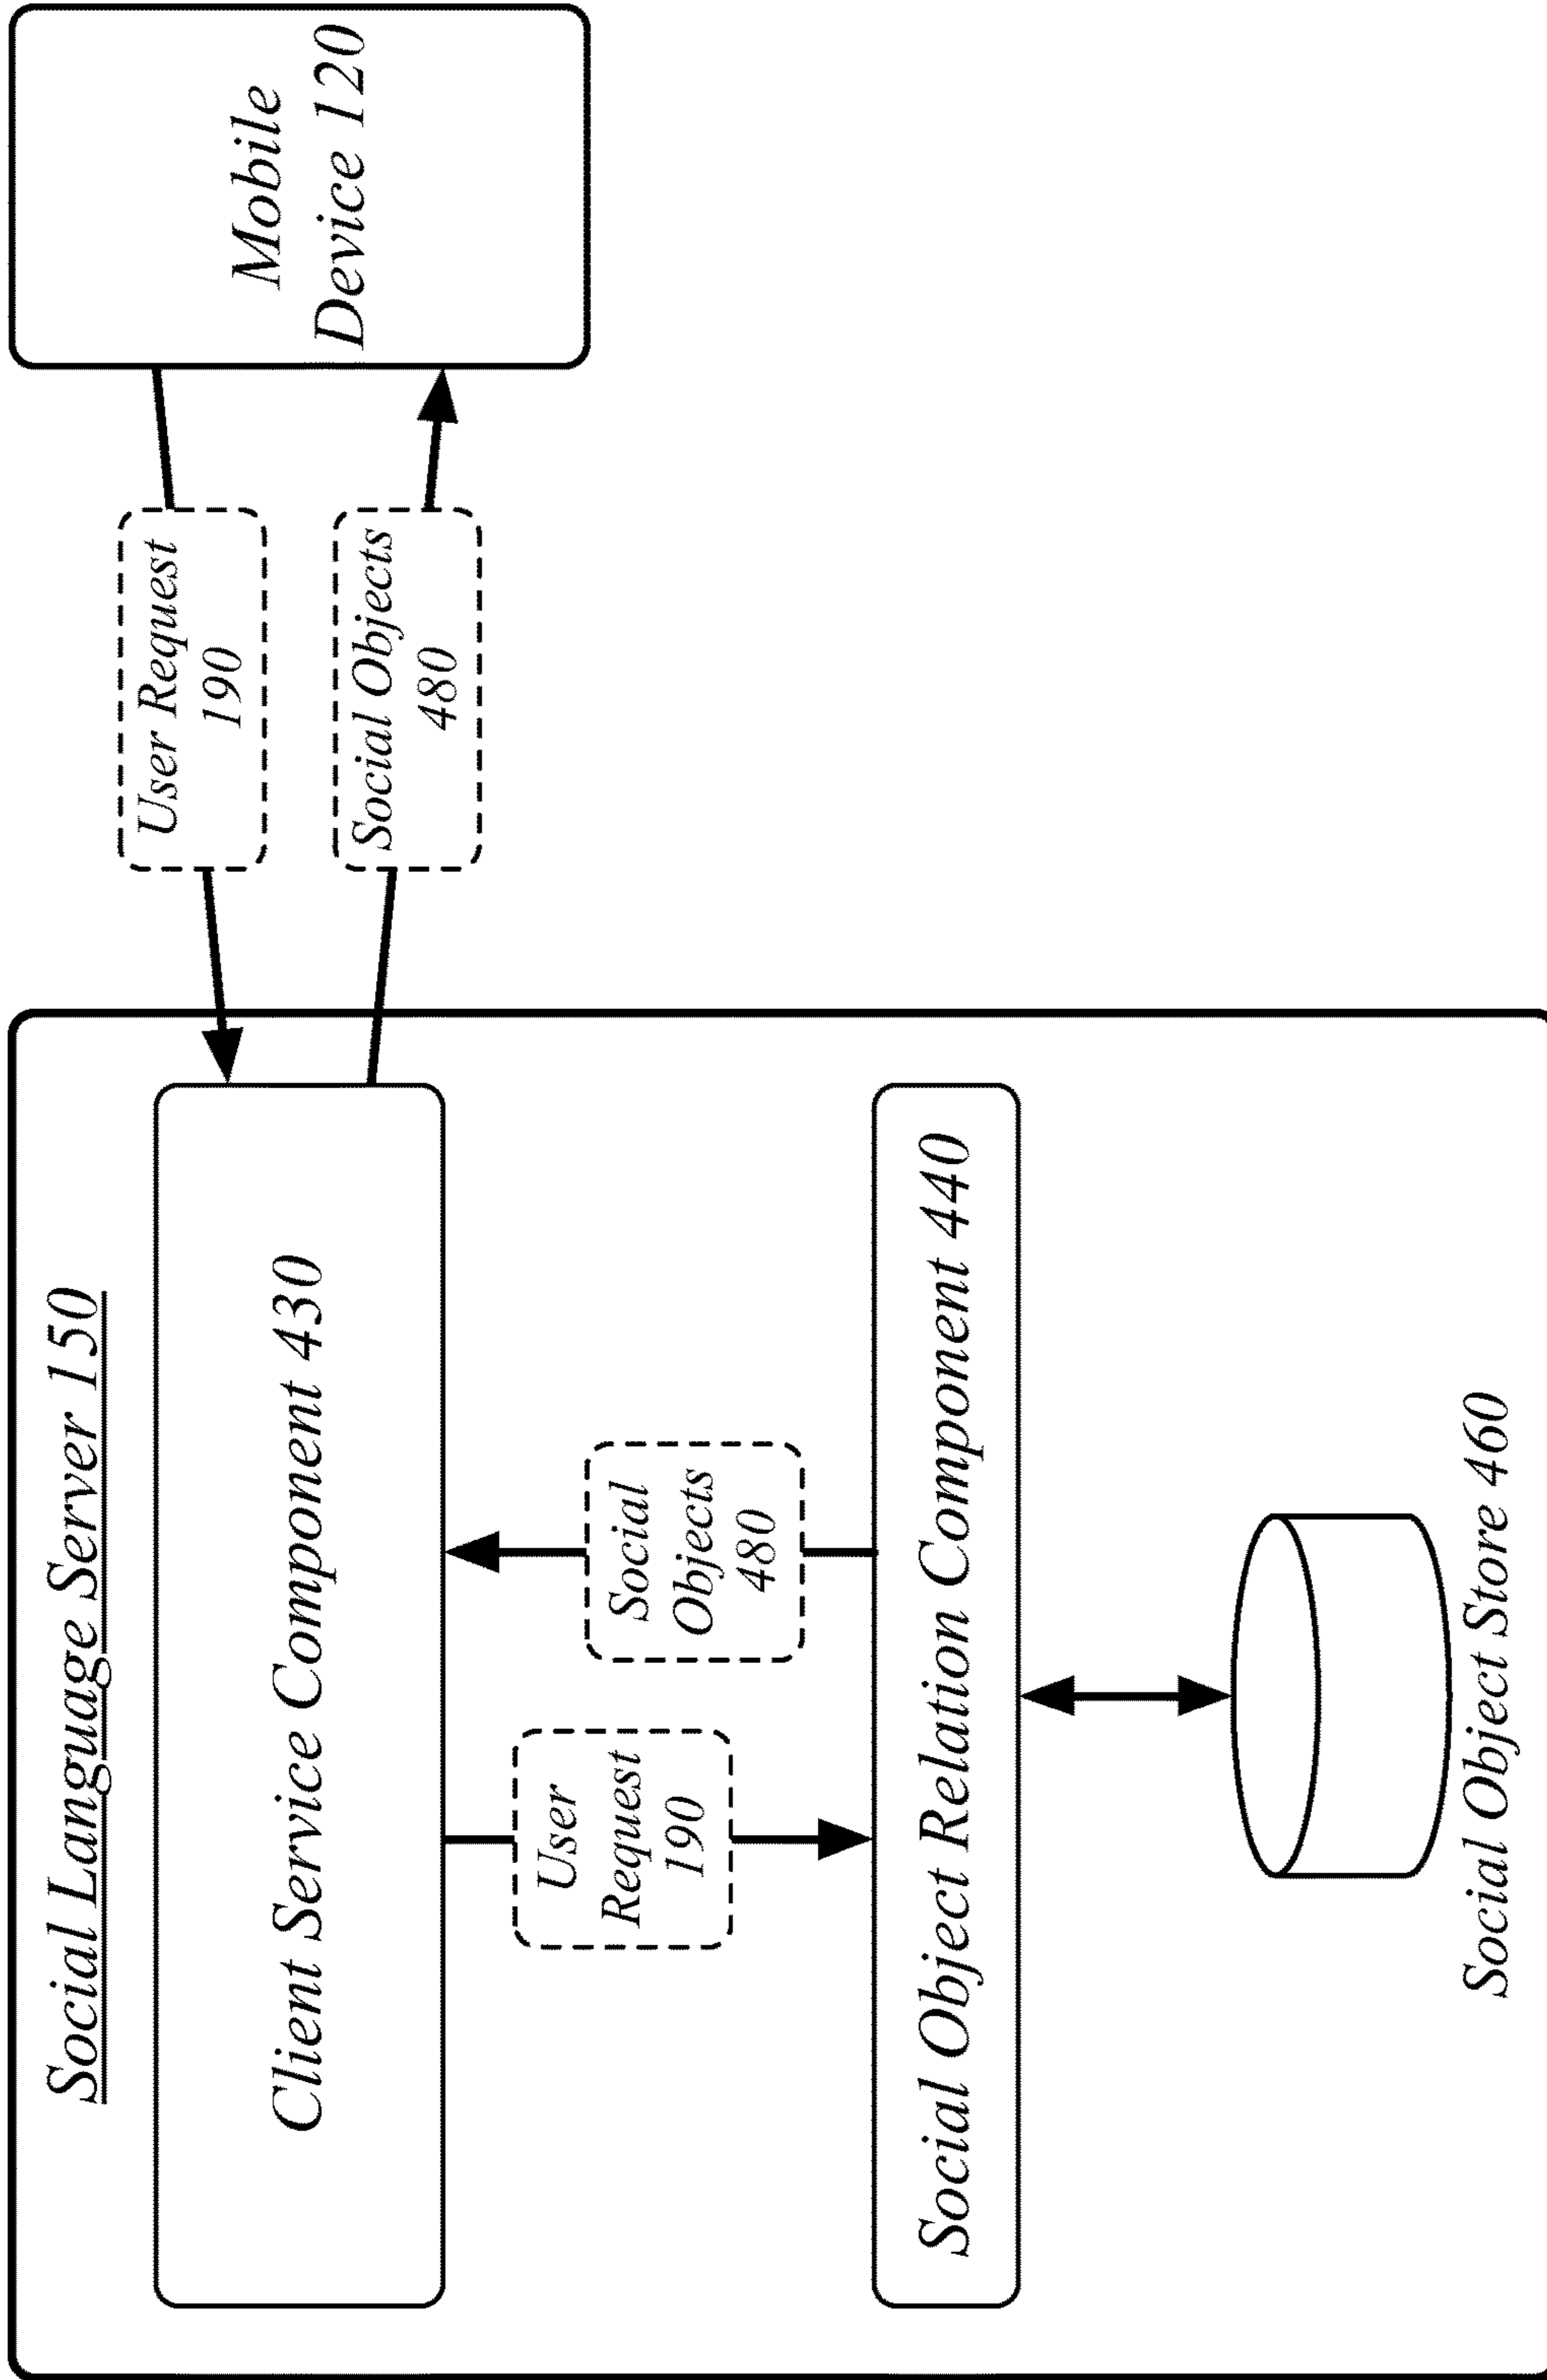 Social Language Server 150
Client Service Component 430
User
Request
190
Social
Objects
480
Social Object Relation Component 440
Social Object Store 460
User Request
190
Social Objects
480
Mobile
Device 120